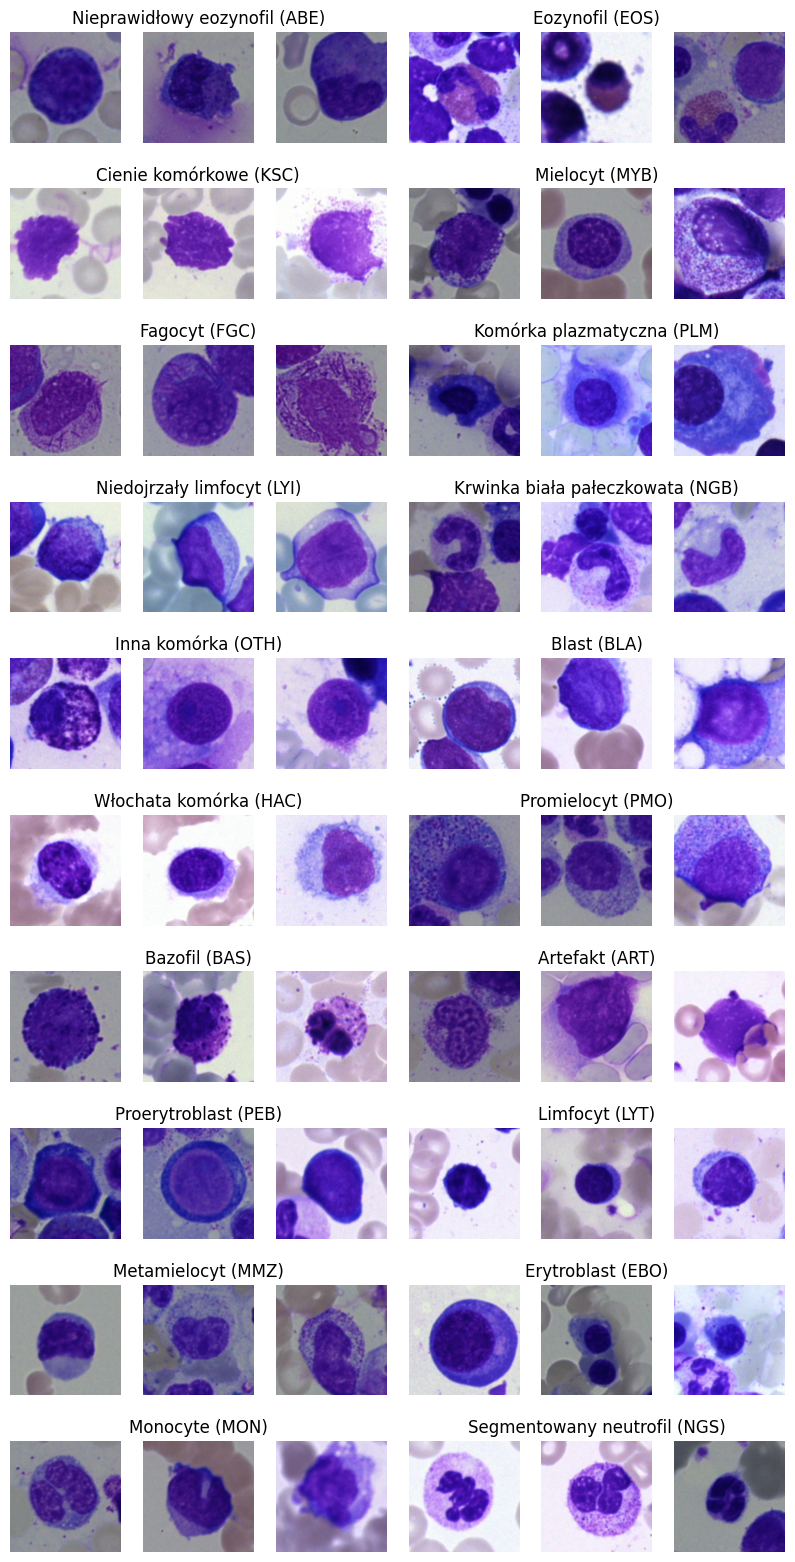 Nieprawidłowy eozynofil (ABE)
Eozynofil (EOS)
Cienie komórkowe (KSC)
Mielocyt (MYB)
Fagocyt (FGC)
Komórka plazmatyczna (PLM)
Niedojrzały limfocyt (LYI)
Krwinka biała pałeczkowata (NGB)
Inna komórka (OTH)
Blast (BLA)
Włochata komórka (HAC)
Promielocyt (PMO)
Bazofil (BAS)
Artefakt (ART)
Proerytroblast (PEB)
Limfocyt (LYT)
Metamielocyt (MMZ)
Erytroblast (EBO)
Monocyte (MON)
Segmentowany neutrofil (NGS)